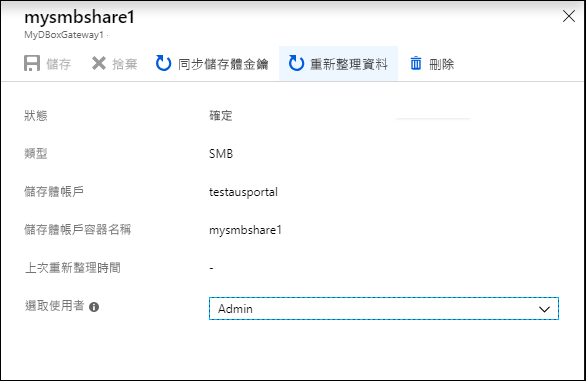 mysmbshare1
MyDBoxGateway1
儲存 捨棄 同步儲存體金鑰 重新整理資料 刪除
狀態 確定
類型 SMB
儲存體帳戶 testausportal
儲存體帳戶容器名稱 mysmbshare1
上次重新整理時間 -
選取使用者 Admin